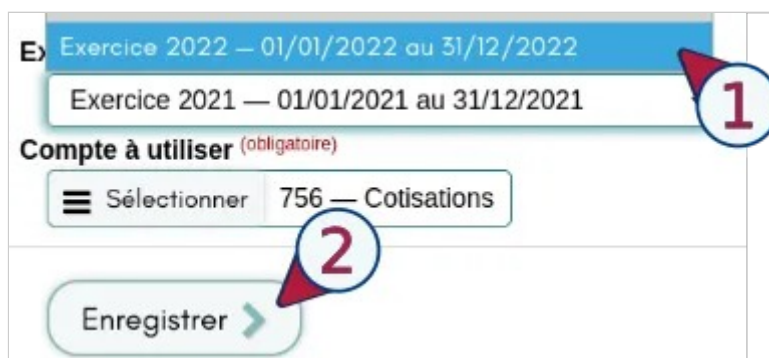 Ex
Exercice 2022 — 01/01/2022 au 31/12/2022
Exercice 2021 — 01/01/2021 au 31/12/2021
1
Compte à utiliser (obligatoire)
Sélectionner 756 — Cotisations
2
Enregistrer